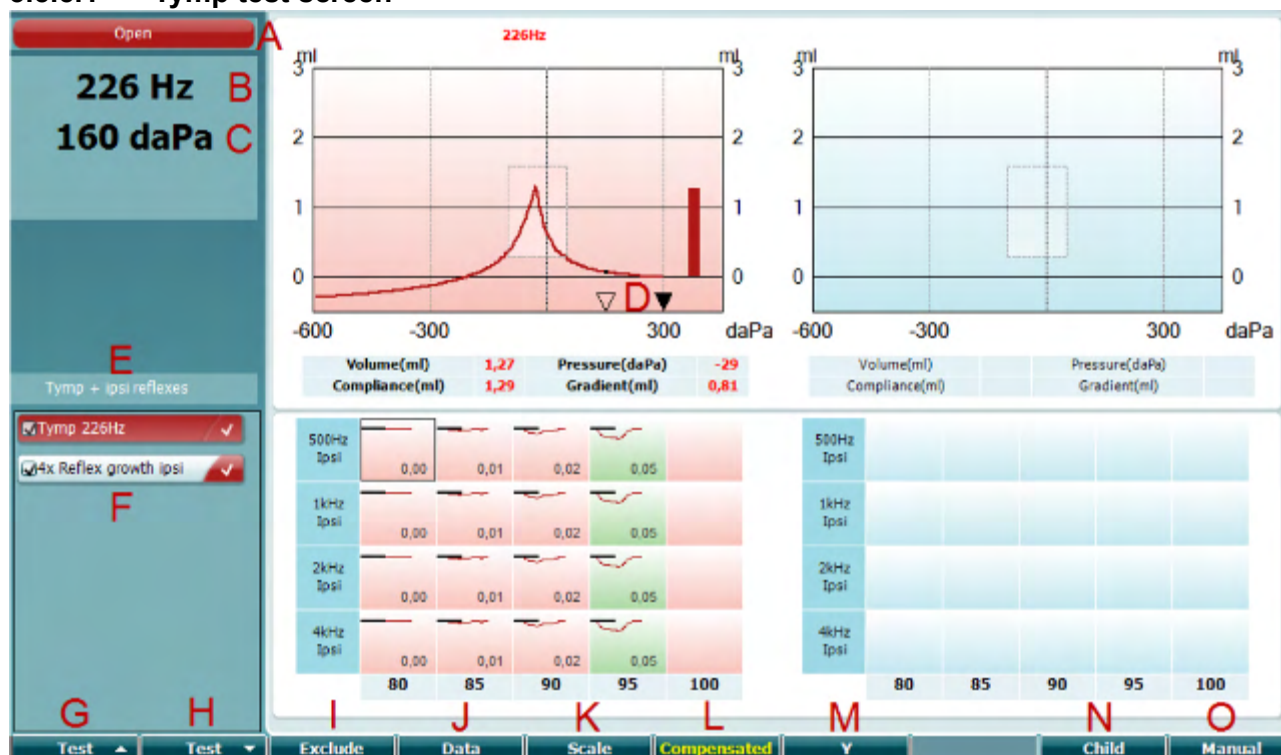 Tymp test screen
Open A
226 Hz B
160 daPa C
E
Tymp + ipsi reflexes
Tymp 226Hz
4x Reflex growth ipsi
F
226Hz
ml ml
3 3
2 2
1 1
0 0
D
-600 -300 300 daPa
Volume(ml) 1,27 Pressure(daPa) -29
Compliance(ml) 1,29 Gradient(ml) 0,81
ml ml
3 3
2 2
1 1
0 0
-600 -300 300 daPa
Volume(ml) Pressure(daPa)
Compliance(ml) Gradient(ml)
500Hz
Ipsi 0,00 0,01 0,02 0,05
1kHz
Ipsi 0,00 0,01 0,02 0,05
2kHz
Ipsi 0,00 0,01 0,02 0,05
4kHz
Ipsi 0,00 0,01 0,02 0,05
80 85 90 95 100
500Hz
Ipsi
1kHz
Ipsi
2kHz
Ipsi
4kHz
Ipsi
80 85 90 95 100
G H I J K L M N O
Test Test Exclude Data Scale Compensated Y Child Manual